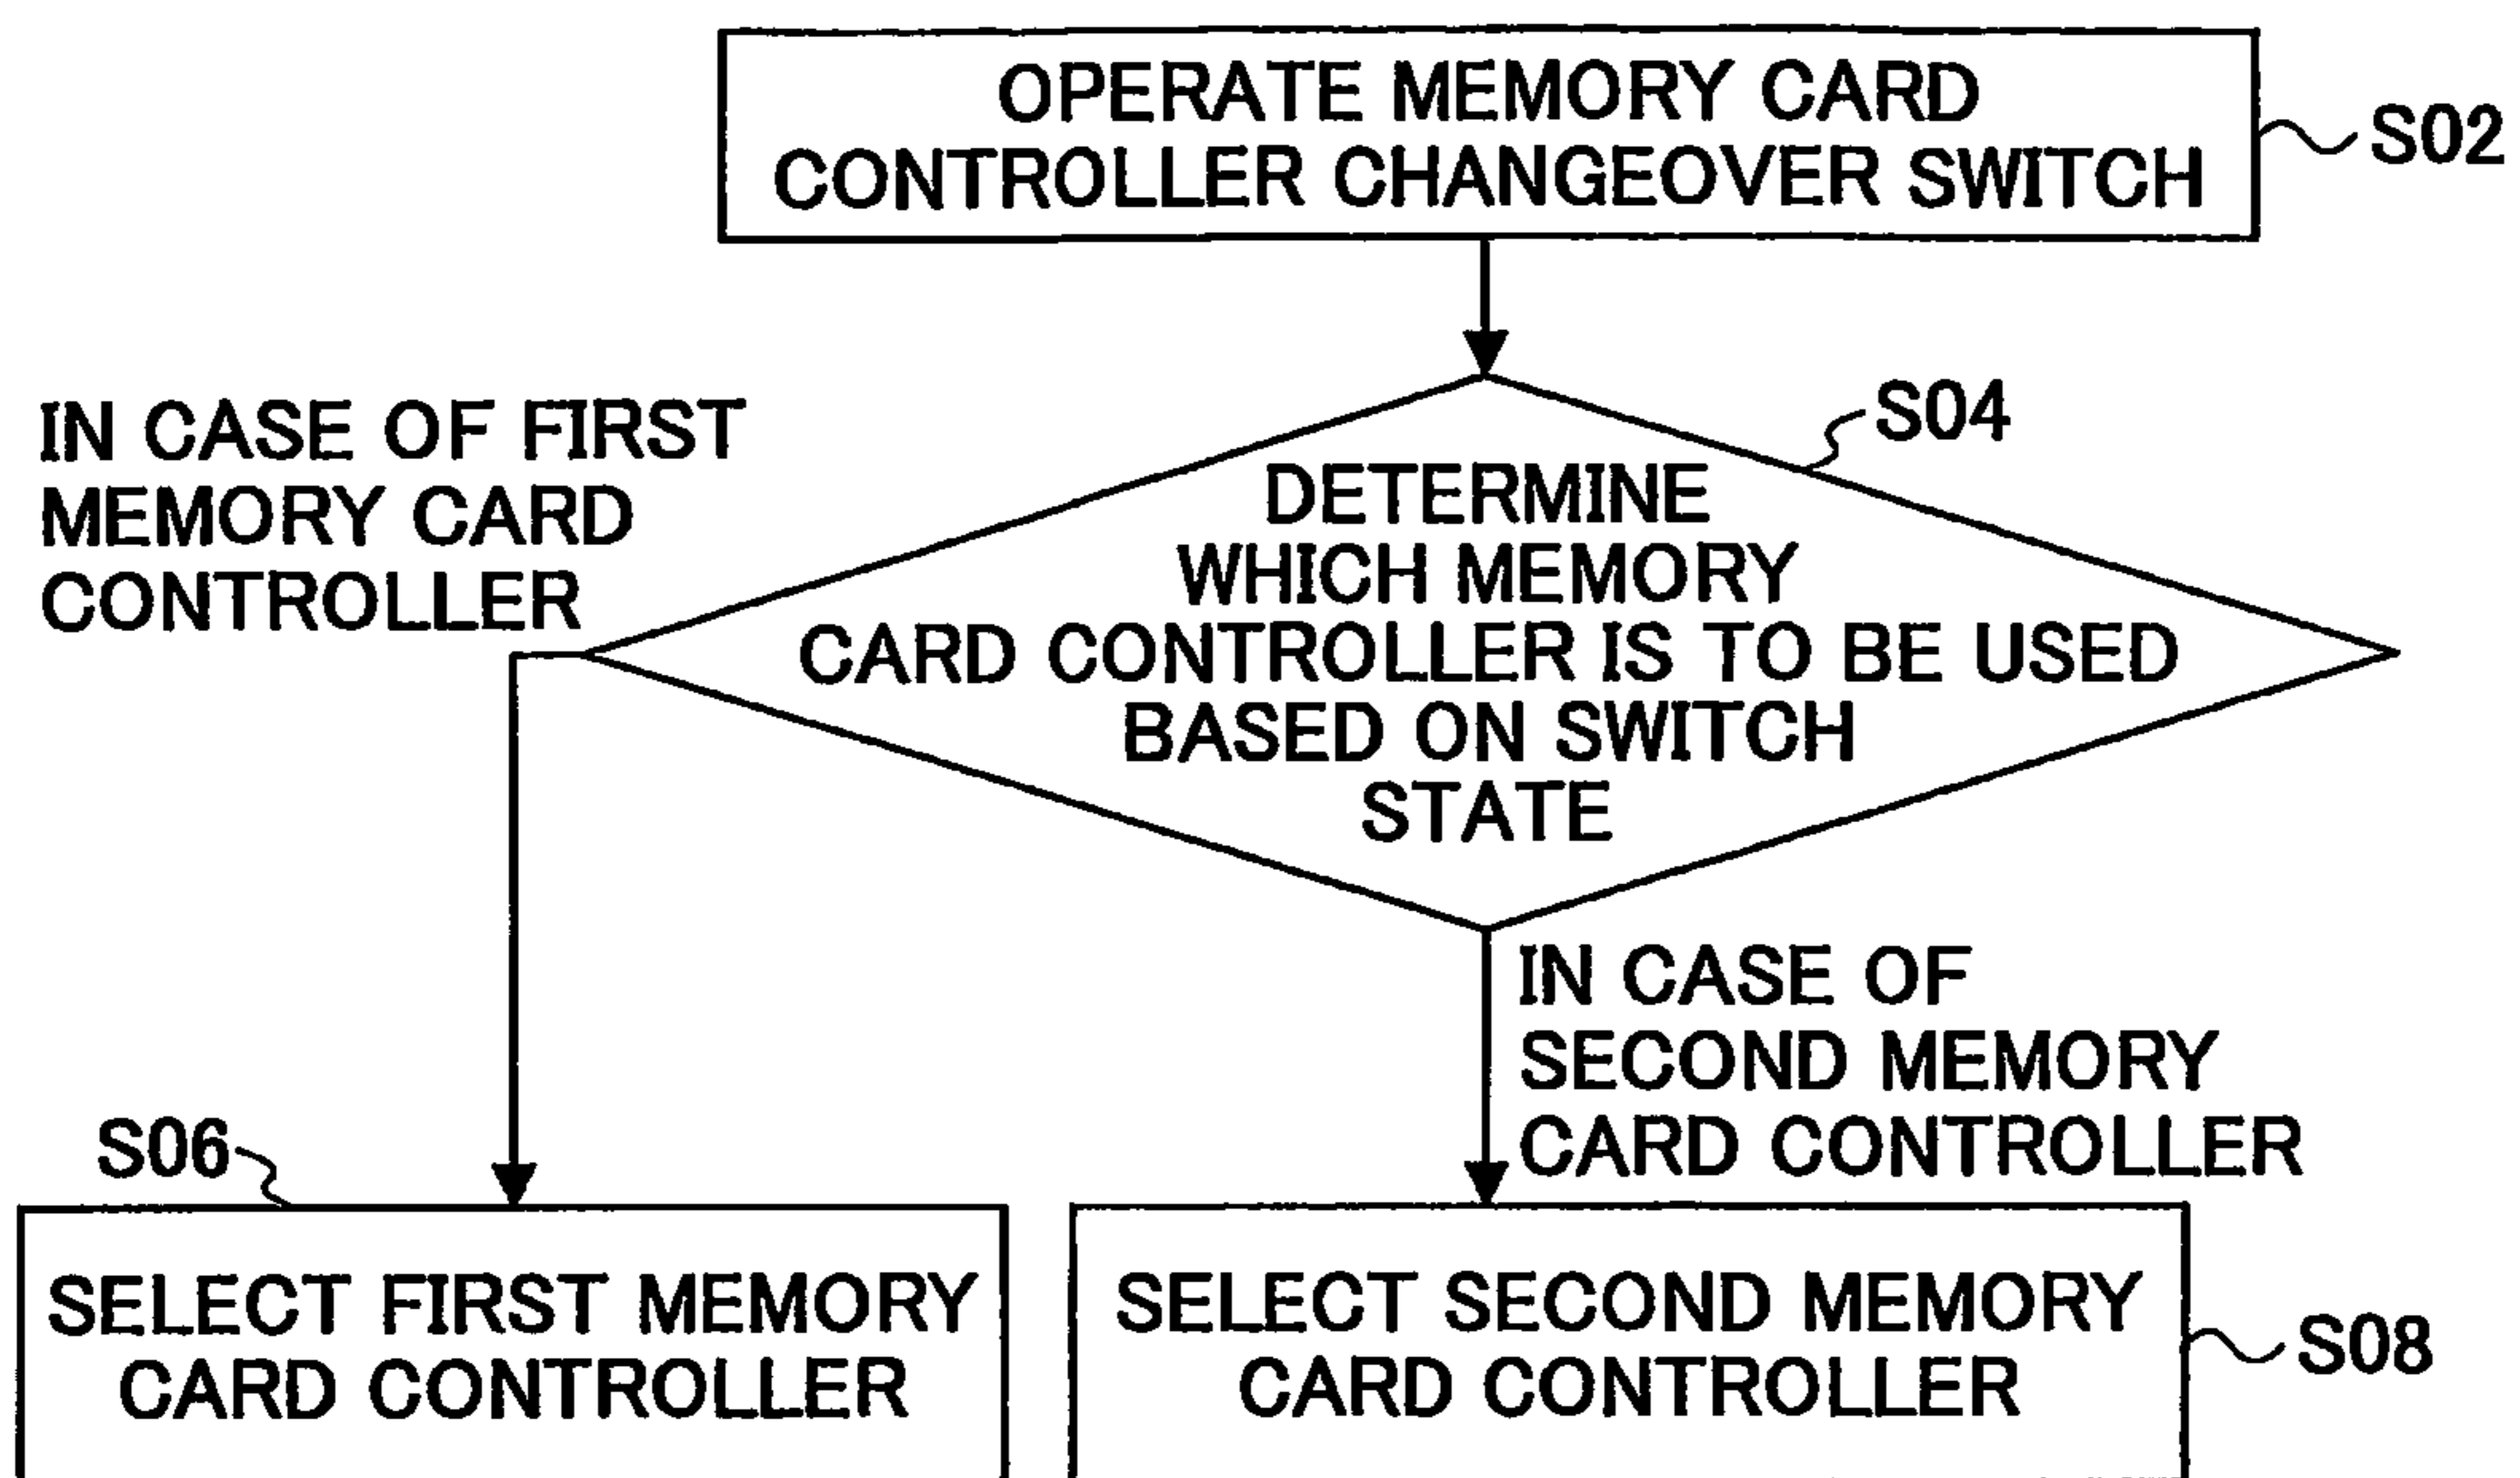 OPERATE MEMORY CARD
CONTROLLER CHANGEOVER SWITCH
S02
IN CASE OF FIRST
MEMORY CARD
CONTROLLER
S04
DETERMINE
WHICH MEMORY
CARD CONTROLLER IS TO BE USED
BASED ON SWITCH
STATE
IN CASE OF
SECOND MEMORY
CARD CONTROLLER
S06
SELECT FIRST MEMORY
CARD CONTROLLER
SELECT SECOND MEMORY
CARD CONTROLLER
S08